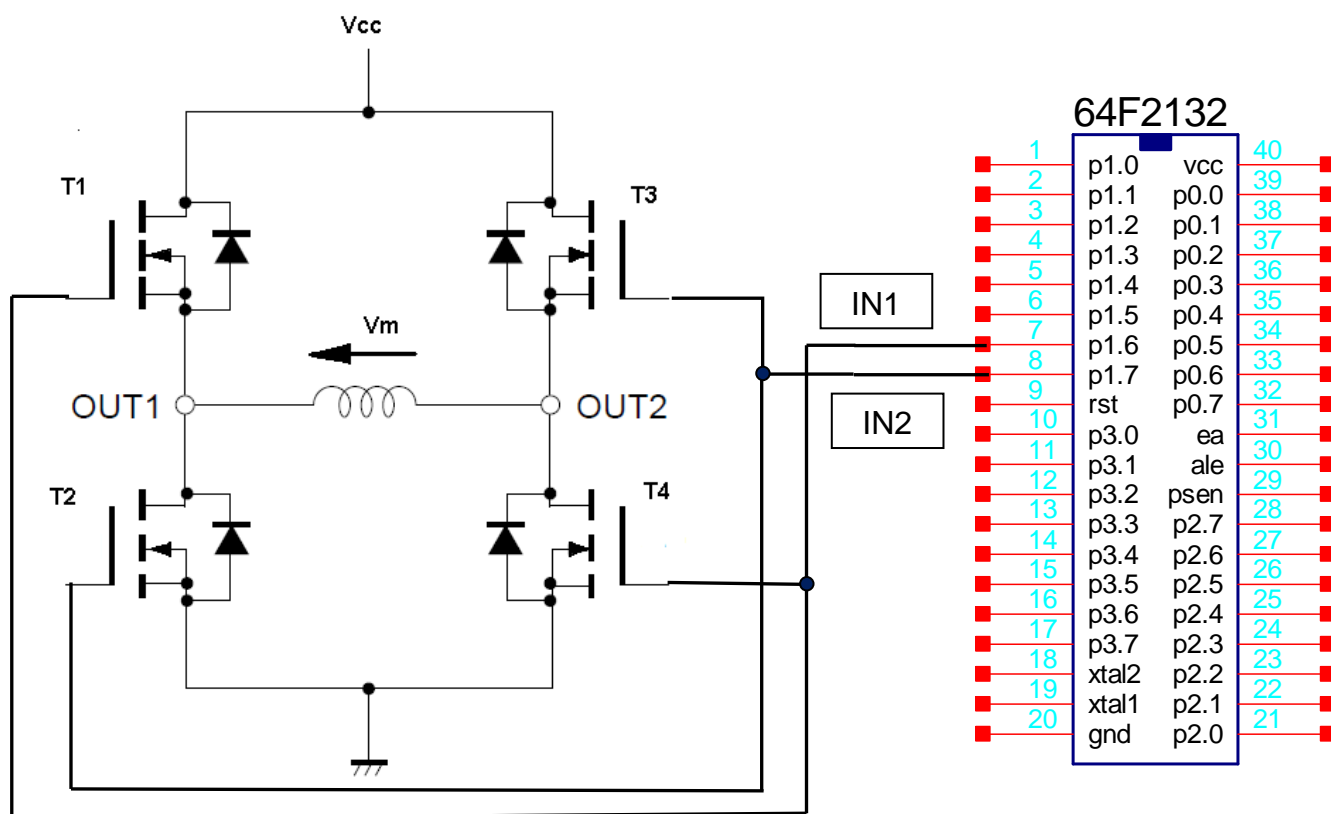 Vcc
T1
T3
Vm
OUT1
OUT2
T2
T4
IN1
IN2
64F2132
1 p1.0 vcc 40
2 p1.1 p0.0 39
3 p1.2 p0.1 38
4 p1.3 p0.2 37
5 p1.4 p0.3 36
6 p1.5 p0.4 35
7 p1.6 p0.5 34
8 p1.7 p0.6 33
9 rst p0.7 32
10 p3.0 ea 31
11 p3.1 ale 30
12 p3.2 psen 29
13 p3.3 p2.7 28
14 p3.4 p2.6 27
15 p3.5 p2.5 26
16 p3.6 p2.4 25
17 p3.7 p2.3 24
18 xtal2 p2.2 23
19 xtal1 p2.1 22
20 gnd p2.0 21